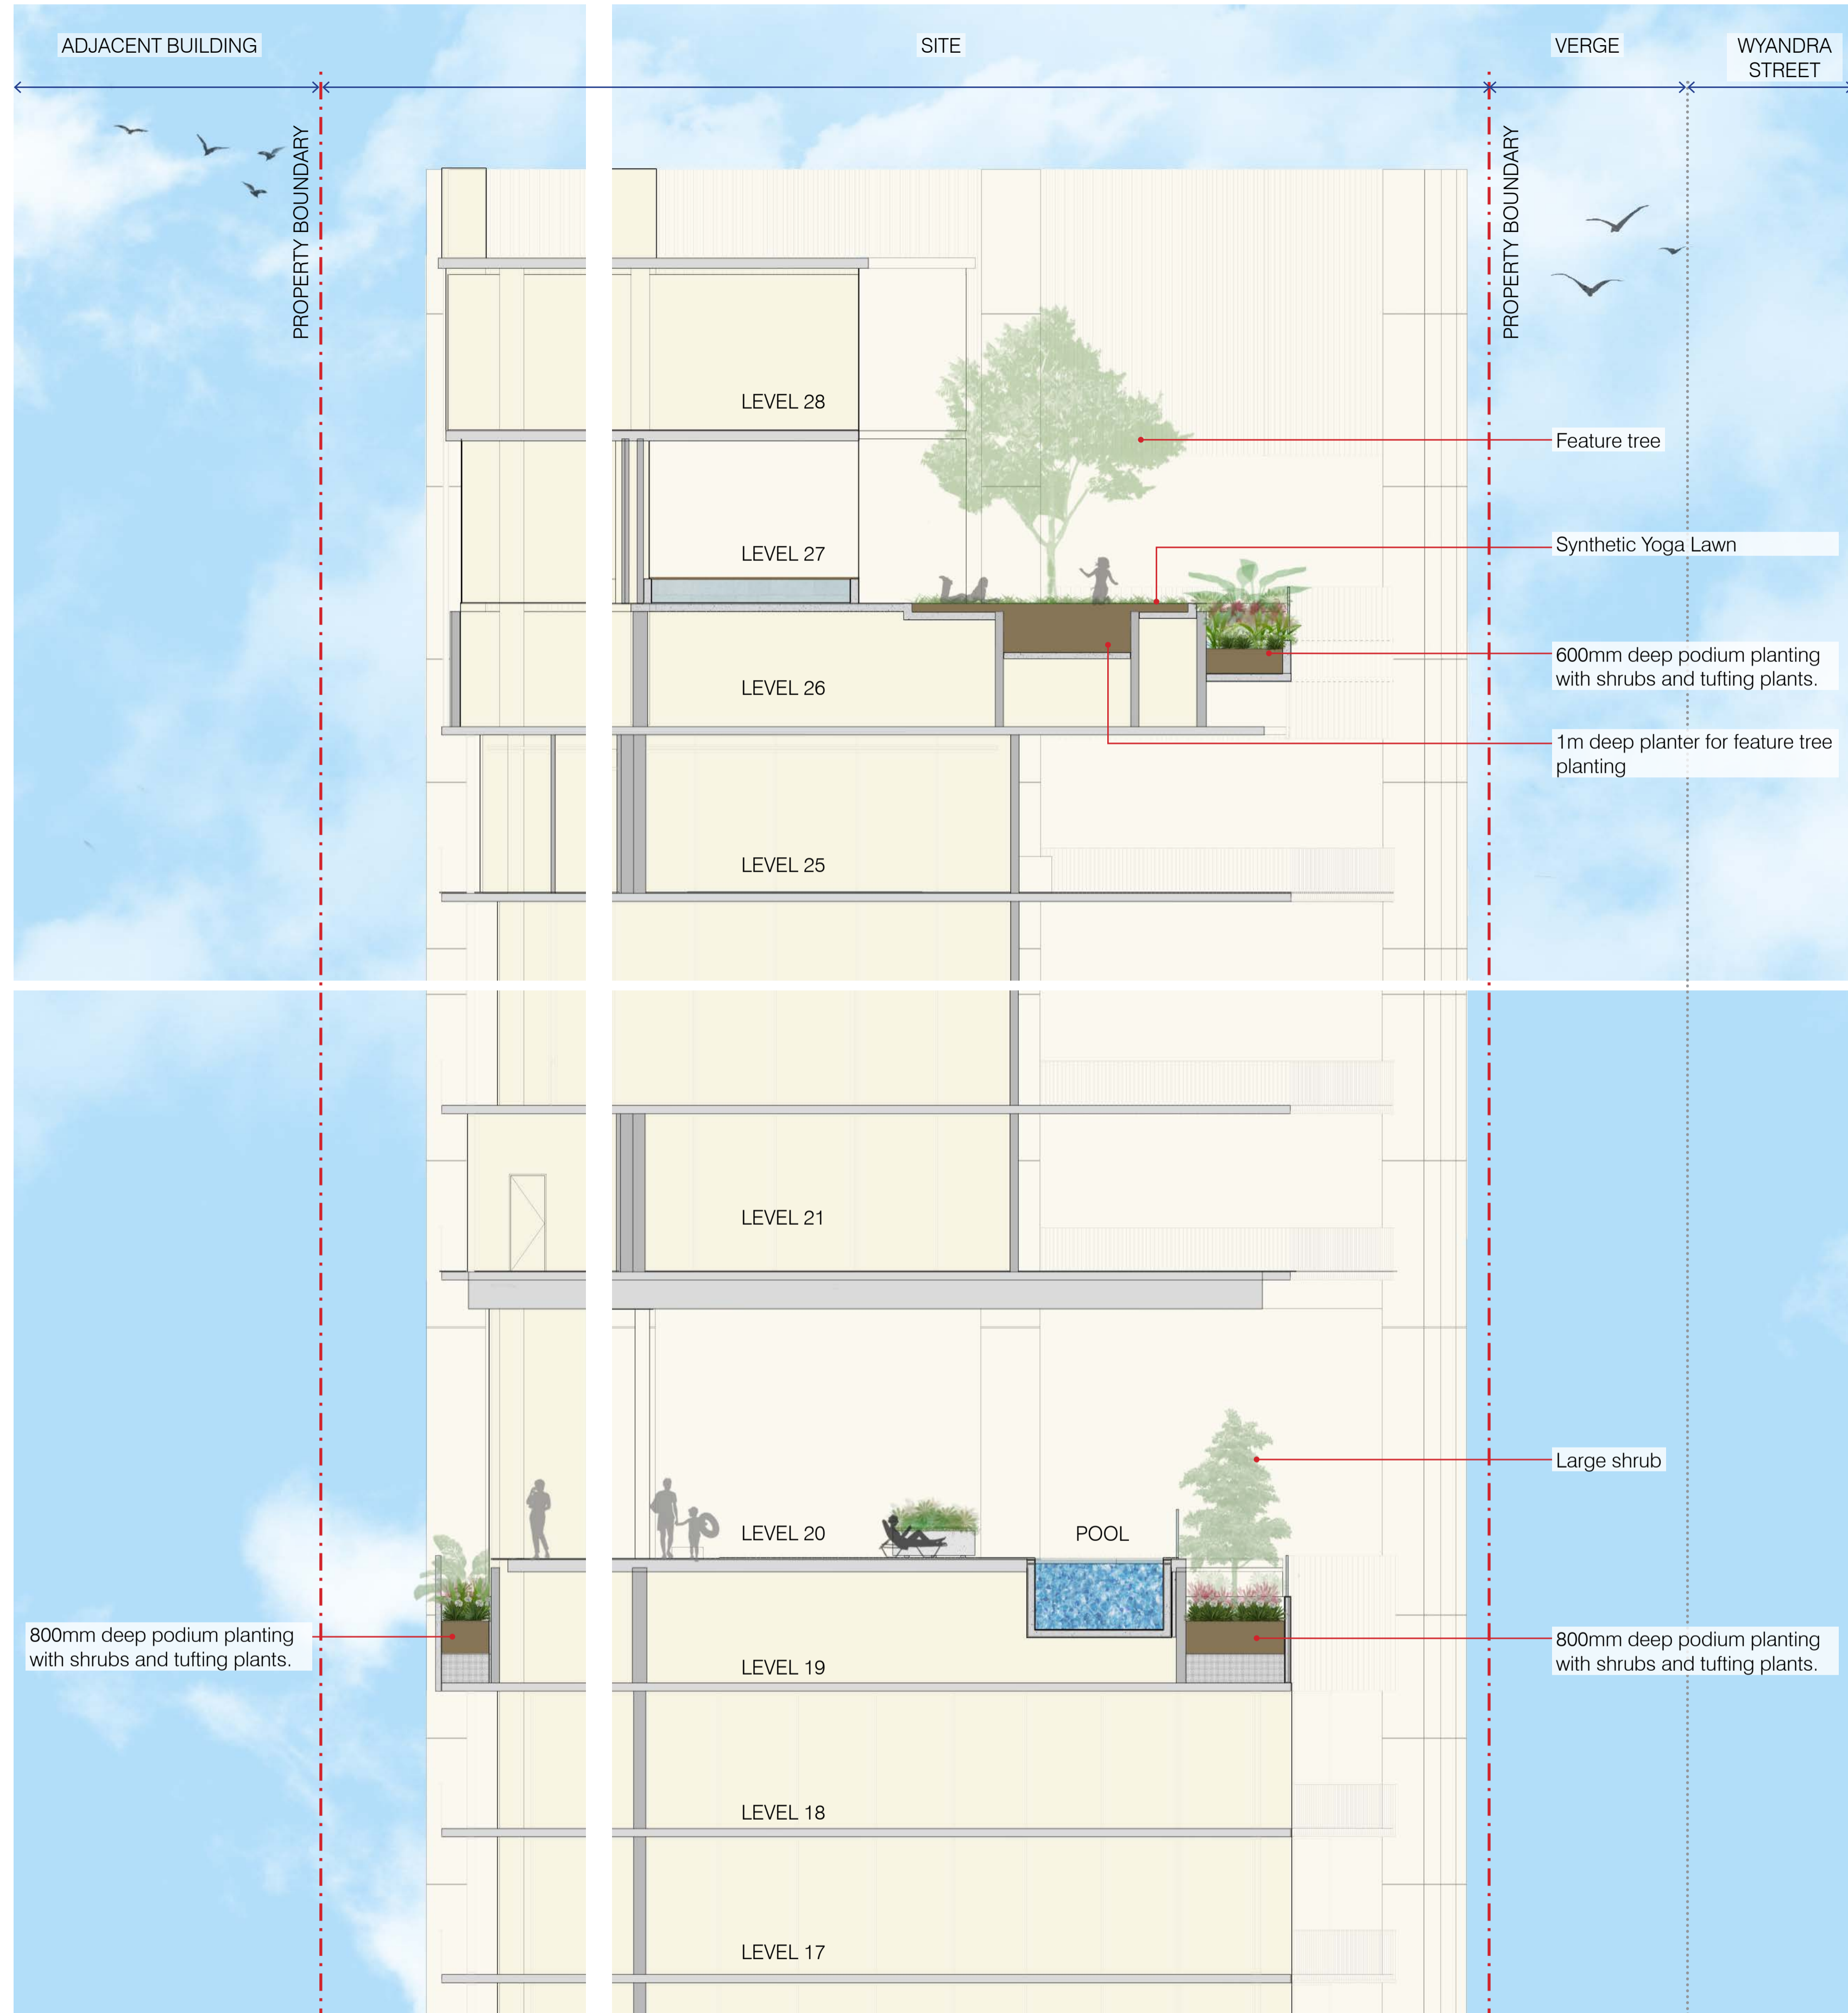 ADJACENT BUILDING
SITE
VERGE
WYANDRA
STREET
PROPERTY BOUNDARY
PROPERTY BOUNDARY
LEVEL 28
Feature tree
LEVEL 27
Synthetic Yoga Lawn
600mm deep podium planting
with shrubs and tufting plants.
LEVEL 26
1m deep planter for feature tree
planting
LEVEL 25
LEVEL 21
Large shrub
LEVEL 20
POOL
800mm deep podium planting
with shrubs and tufting plants.
800mm deep podium planting
with shrubs and tufting plants.
LEVEL 19
LEVEL 18
LEVEL 17